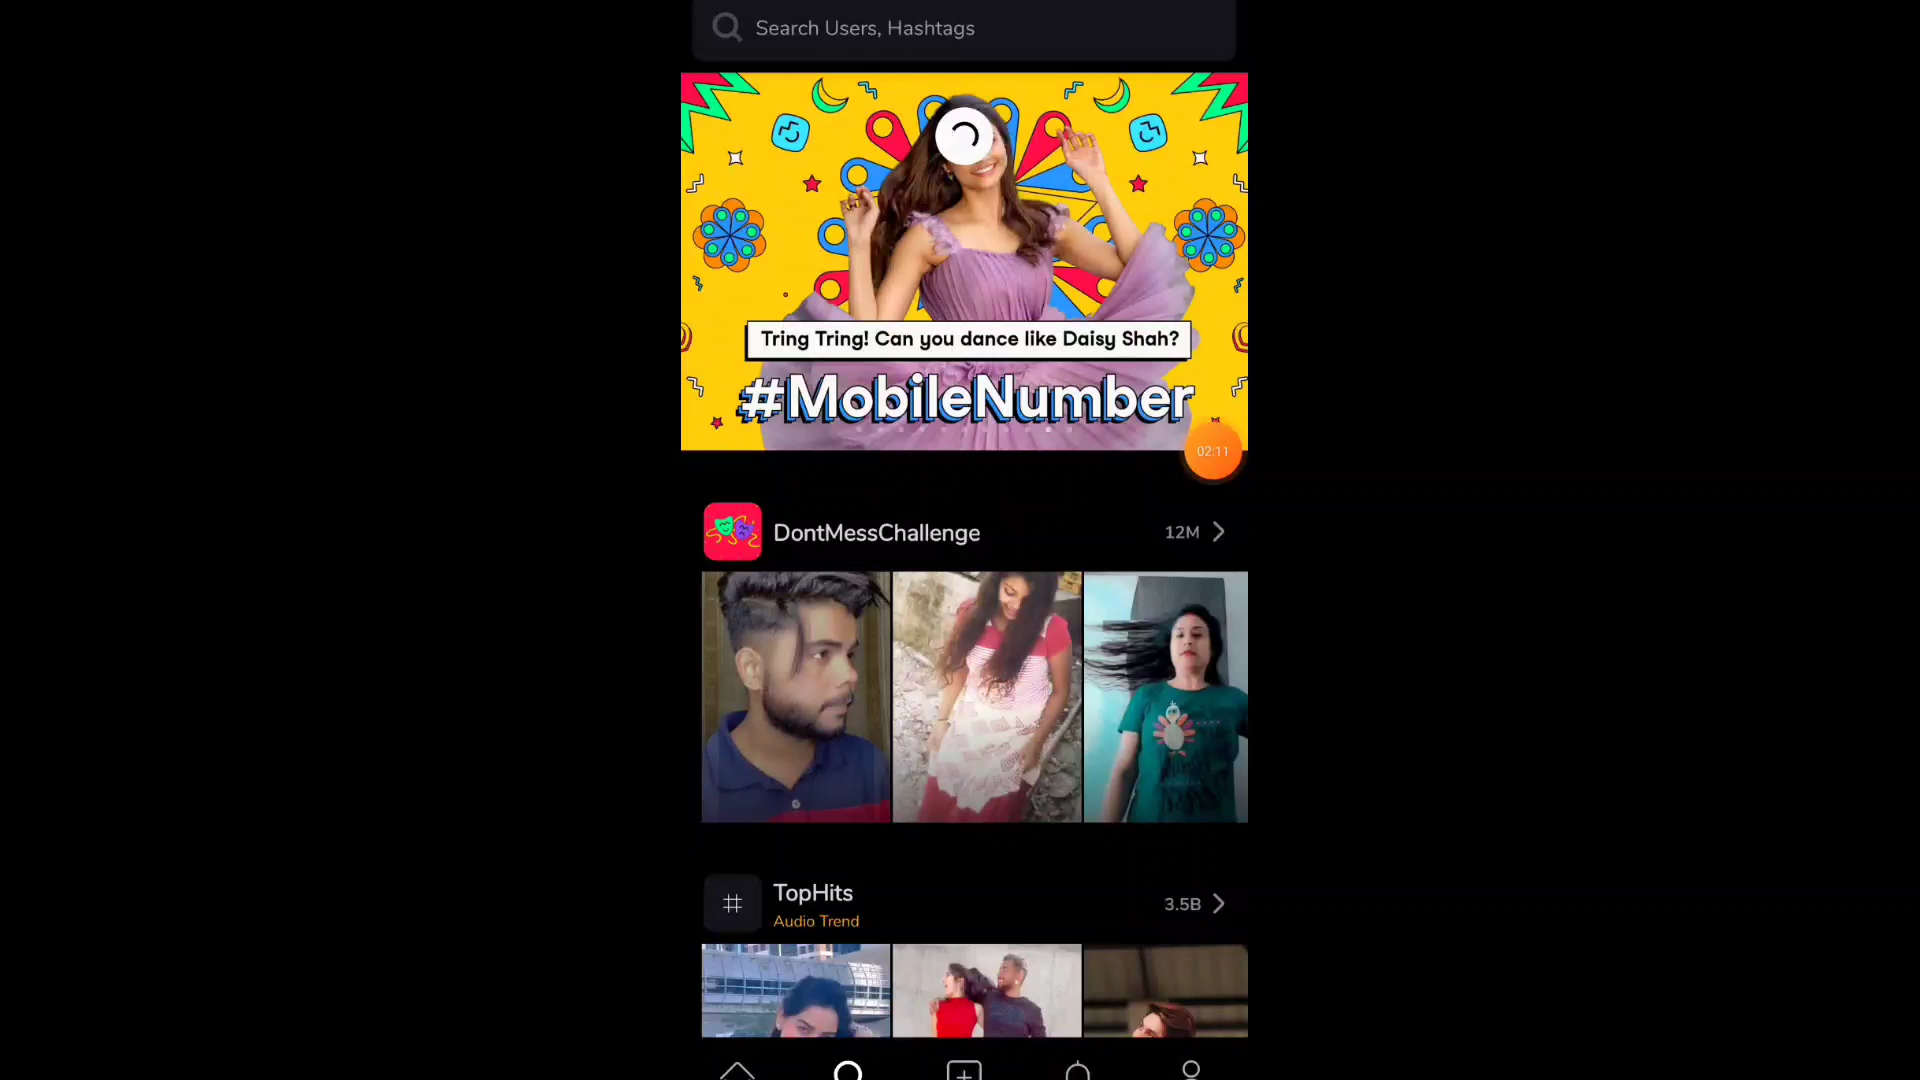 Search Users, Hashtags
Tring Tring! Can you dance like Daisy Shah?
#MobileNumber
02:11
DontMessChallenge
12M
TopHits
3.5B
Audio Trend